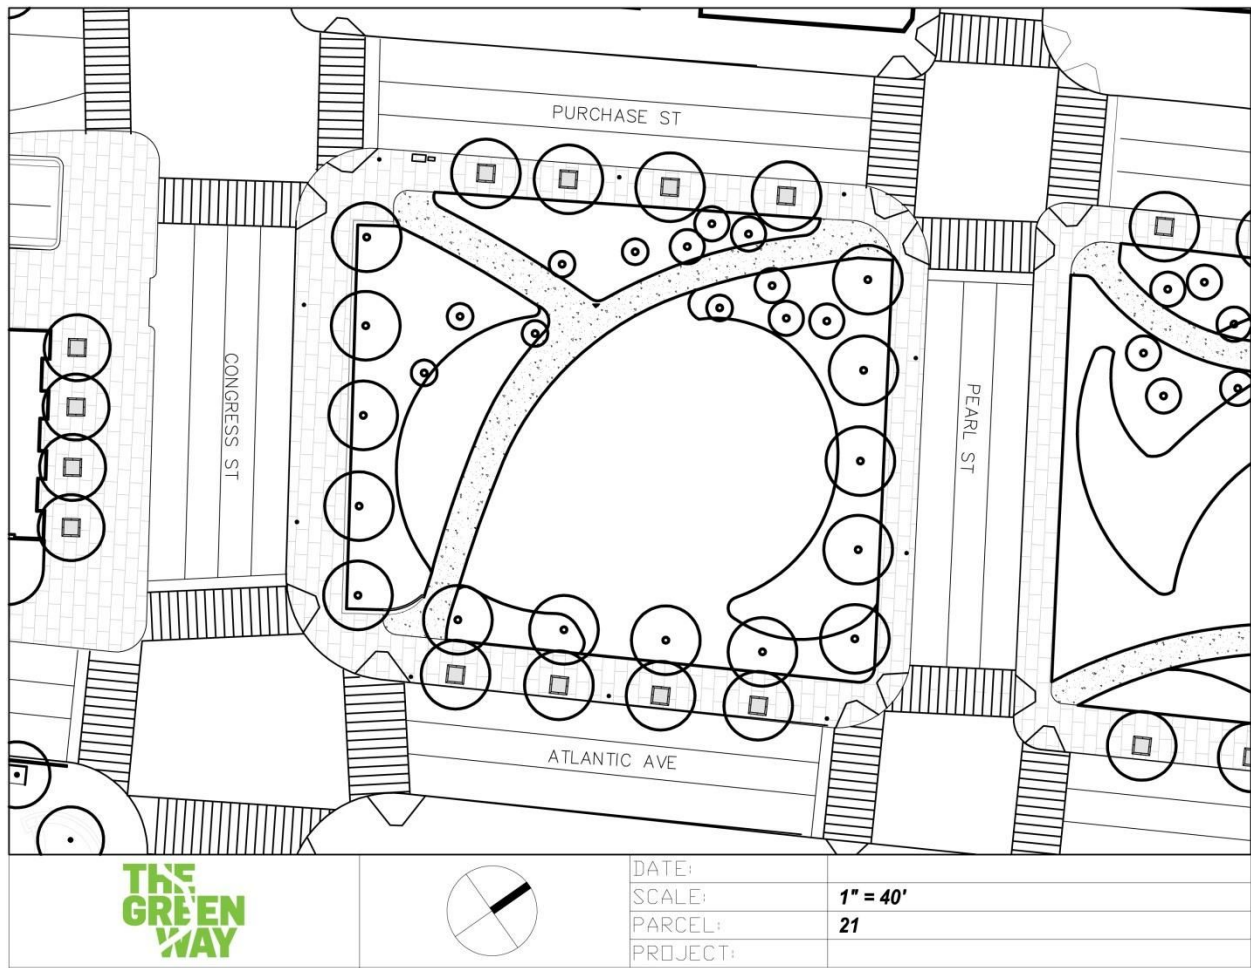 PURCHASE ST
CONGRESS ST
PEARL ST
ATLANTIC AVE
THE
GREEN
WAY
DATE:
SCALE: 1" = 40'
PARCEL: 21
PROJECT: